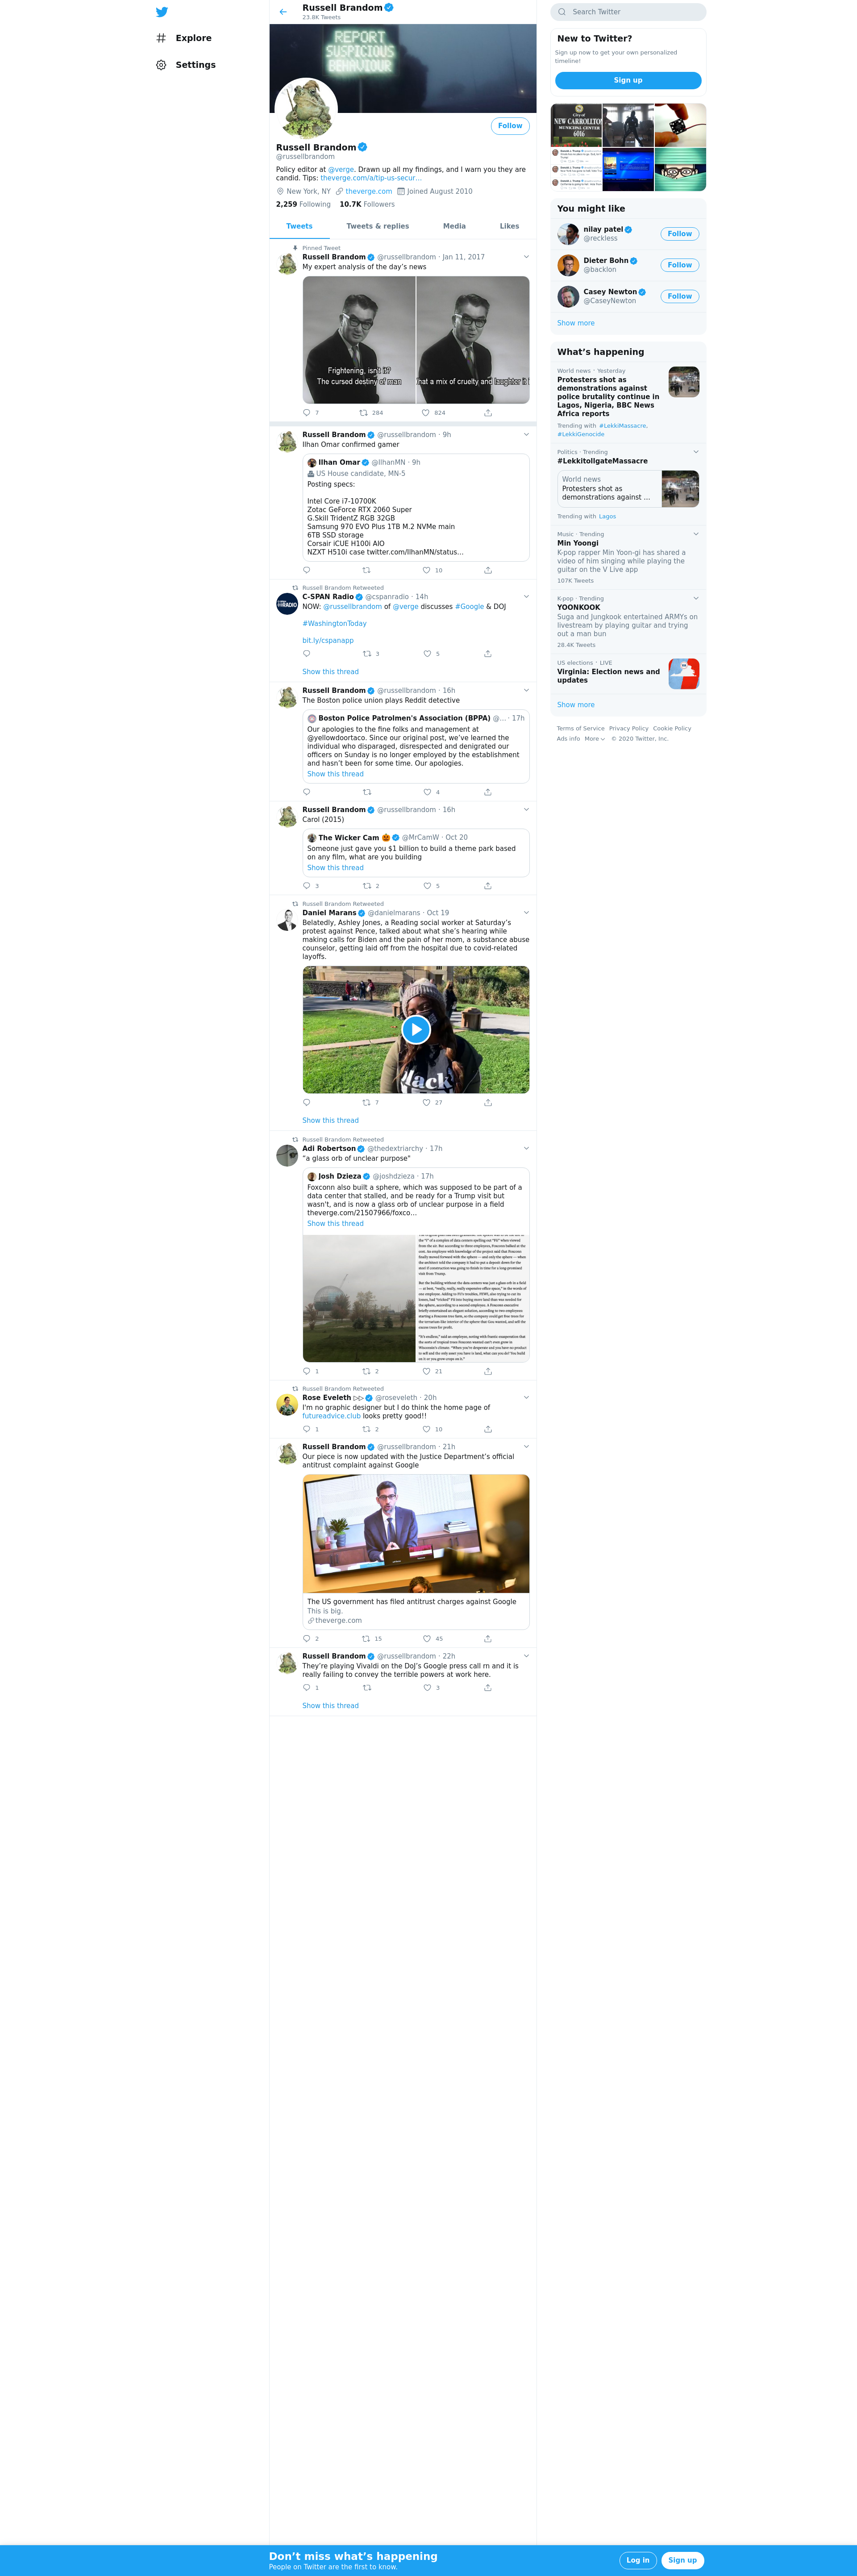 Explore
Settings
Russell Brandom
23.8K Tweets
REPORT
SUSPICIOUS
BEHAVIOUR
Follow
Russell Brandom
@russellbrandom
Policy editor at @verge. Drawn up all my findings, and I warn you they are
candid. Tips: theverge.com/a/tip-us-secur…
New York, NY theverge.com Joined August 2010
2,259 Following 10.7K Followers
Tweets Tweets & replies Media Likes
Pinned Tweet
Russell Brandom @russellbrandom · Jan 11, 2017
My expert analysis of the day's news
Frightening, isn't it?
The cursed destiny of man
that a mix of cruelty and laughter it i
7 284 824
Russell Brandom @russellbrandom · 9h
Ilhan Omar confirmed gamer
Ilhan Omar @IlhanMN · 9h
US House candidate, MN-5
Posting specs:
Intel Core i7-10700K
Zotac GeForce RTX 2060 Super
G.Skill TridentZ RGB 32GB
Samsung 970 EVO Plus 1TB M.2 NVMe main
6TB SSD storage
Corsair iCUE H100i AIO
NZXT H510i case twitter.com/IlhanMN/status…
10
Russell Brandom Retweeted
C-SPAN Radio @cspanradio · 14h
NOW: @russellbrandom of @verge discusses #Google & DOJ
#WashingtonToday
bit.ly/cspanapp
3 5
Show this thread
Russell Brandom @russellbrandom · 16h
The Boston police union plays Reddit detective
Boston Police Patrolmen's Association (BPPA) @… · 17h
Our apologies to the fine folks and management at
@yellowdoortaco. Since our original post, we've learned the
individual who disparaged, disrespected and denigrated our
officers on Sunday is no longer employed by the establishment
and hasn't been for some time. Our apologies.
Show this thread
4
Russell Brandom @russellbrandom · 16h
Carol (2015)
The Wicker Cam 🎃 @MrCamW · Oct 20
Someone just gave you $1 billion to build a theme park based
on any film, what are you building
Show this thread
3 2 5
Russell Brandom Retweeted
Daniel Marans @danielmarans · Oct 19
Belatedly, Ashley Jones, a Reading social worker at Saturday's
protest against Pence, talked about what she's hearing while
making calls for Biden and the pain of her mom, a substance abuse
counselor, getting laid off from the hospital due to covid-related
layoffs.
7 27
Show this thread
Russell Brandom Retweeted
Adi Robertson @thedextriarchy · 17h
"a glass orb of unclear purpose"
Josh Dzieza @joshdzieza · 17h
Foxconn also built a sphere, which was supposed to be part of a
data center that stalled, and be ready for a Trump visit but
wasn't, and is now a glass orb of unclear purpose in a field
theverge.com/21507966/foxco…
Show this thread
1 2 21
Russell Brandom Retweeted
Rose Eveleth ▷▷ @roseveleth · 20h
I'm no graphic designer but I do think the home page of
futureadvice.club looks pretty good!!
1 2 10
Russell Brandom @russellbrandom · 21h
Our piece is now updated with the Justice Department's official
antitrust complaint against Google
The US government has filed antitrust charges against Google
This is big.
theverge.com
2 15 45
Russell Brandom @russellbrandom · 22h
They're playing Vivaldi on the DoJ's Google press call rn and it is
really failing to convey the terrible powers at work here.
1 3
Show this thread
Search Twitter
New to Twitter?
Sign up now to get your own personalized
timeline!
Sign up
City of
NEW CARROLLTON
MUNICIPAL CENTER
6016
You might like
nilay patel
@reckless
Follow
Dieter Bohn
@backlon
Follow
Casey Newton
@CaseyNewton
Follow
Show more
What's happening
World news · Yesterday
Protesters shot as
demonstrations against
police brutality continue in
Lagos, Nigeria, BBC News
Africa reports
Trending with #LekkiMassacre,
#LekkiGenocide
Politics · Trending
#LekkitollgateMassacre
World news
Protesters shot as
demonstrations against …
Trending with Lagos
Music · Trending
Min Yoongi
K-pop rapper Min Yoon-gi has shared a
video of him singing while playing the
guitar on the V Live app
107K Tweets
K-pop · Trending
YOONKOOK
Suga and Jungkook entertained ARMYs on
livestream by playing guitar and trying
out a man bun
28.4K Tweets
US elections · LIVE
Virginia: Election news and
updates
Show more
Terms of Service Privacy Policy Cookie Policy
Ads info More © 2020 Twitter, Inc.
Don't miss what's happening
People on Twitter are the first to know.
Log in
Sign up